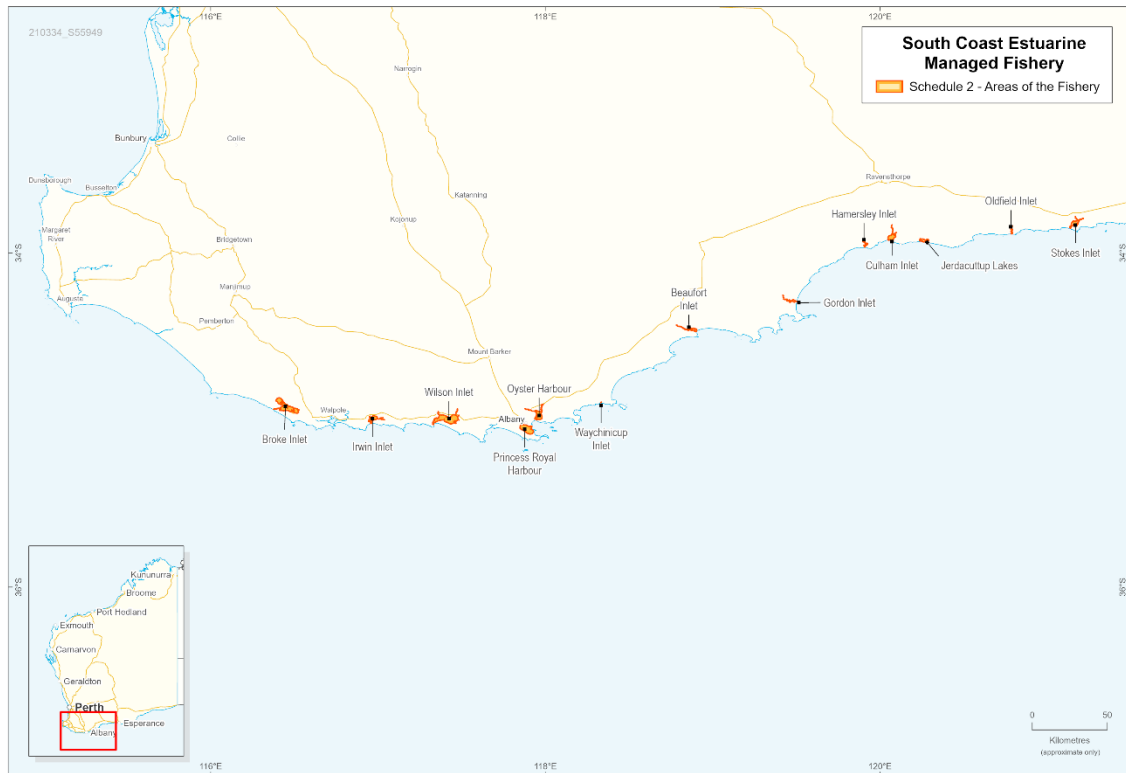 116°E
118°E
120°E
210334_S55949
South Coast Estuarine
Managed Fishery
Schedule 2 - Areas of the Fishery
Narrogin
Bunbury
Collie
Dunsborough
Busselton
Katanning
Ravensthorpe
Kojonup
Margaret
River
Bridgetown
Hamersley Inlet
Oldfield Inlet
34°S
34°S
Culham Inlet
Jerdacuttup Lakes
Stokes Inlet
Manjimup
Augusta
Pemberton
Beaufort
Inlet
Gordon Inlet
Mount Barker
Wilson Inlet
Oyster Harbour
Walpole
Albany
Broke Inlet
Irwin Inlet
Princess Royal
Harbour
Waychinicup
Inlet
36°S
36°S
Kununurra
Broome
Port Hedland
Exmouth
Carnarvon
Geraldton
Perth
Esperance
Albany
0
50
Kilometres
(approximate only)
116°E
118°E
120°E